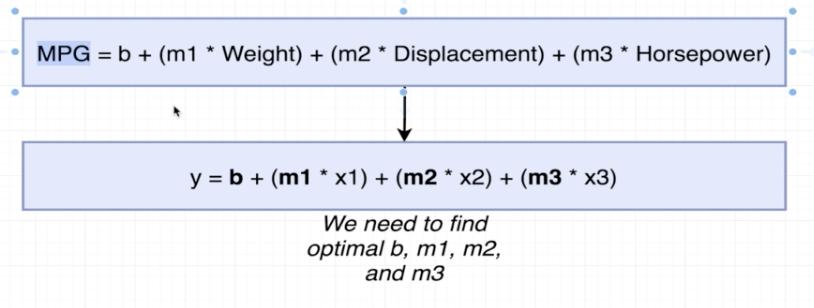 MPG = b + (m1 * Weight) + (m2 * Displacement) + (m3 * Horsepower)
y = b + (m1 * x1) + (m2 * x2) + (m3 * x3)
We need to find
optimal b, m1, m2,
and m3